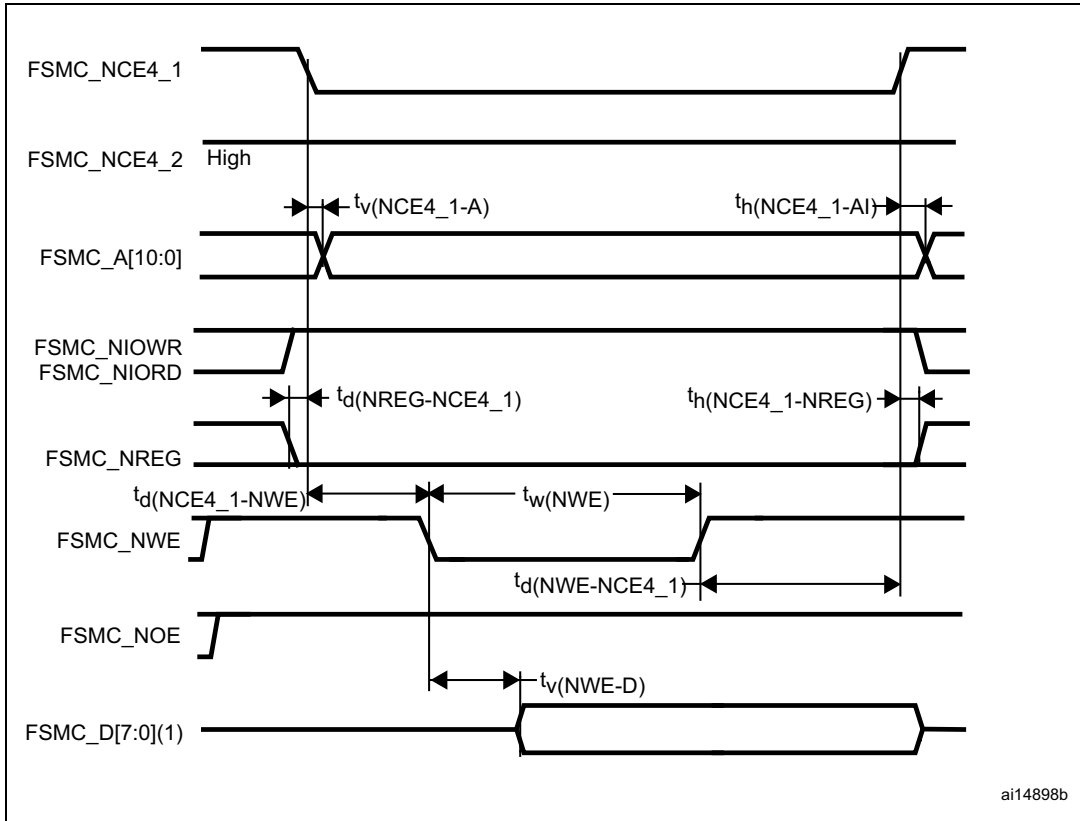 FSMC_NCE4_1
FSMC_NCE4_2 High
tv(NCE4_1-A) th(NCE4_1-AI)
FSMC_A[10:0]
FSMC_NIOWR
FSMC_NIORD
td(NREG-NCE4_1) th(NCE4_1-NREG)
FSMC_NREG
td(NCE4_1-NWE) tw(NWE)
FSMC_NWE
td(NWE-NCE4_1)
FSMC_NOE
tv(NWE-D)
FSMC_D[7:0](1)
ai14898b